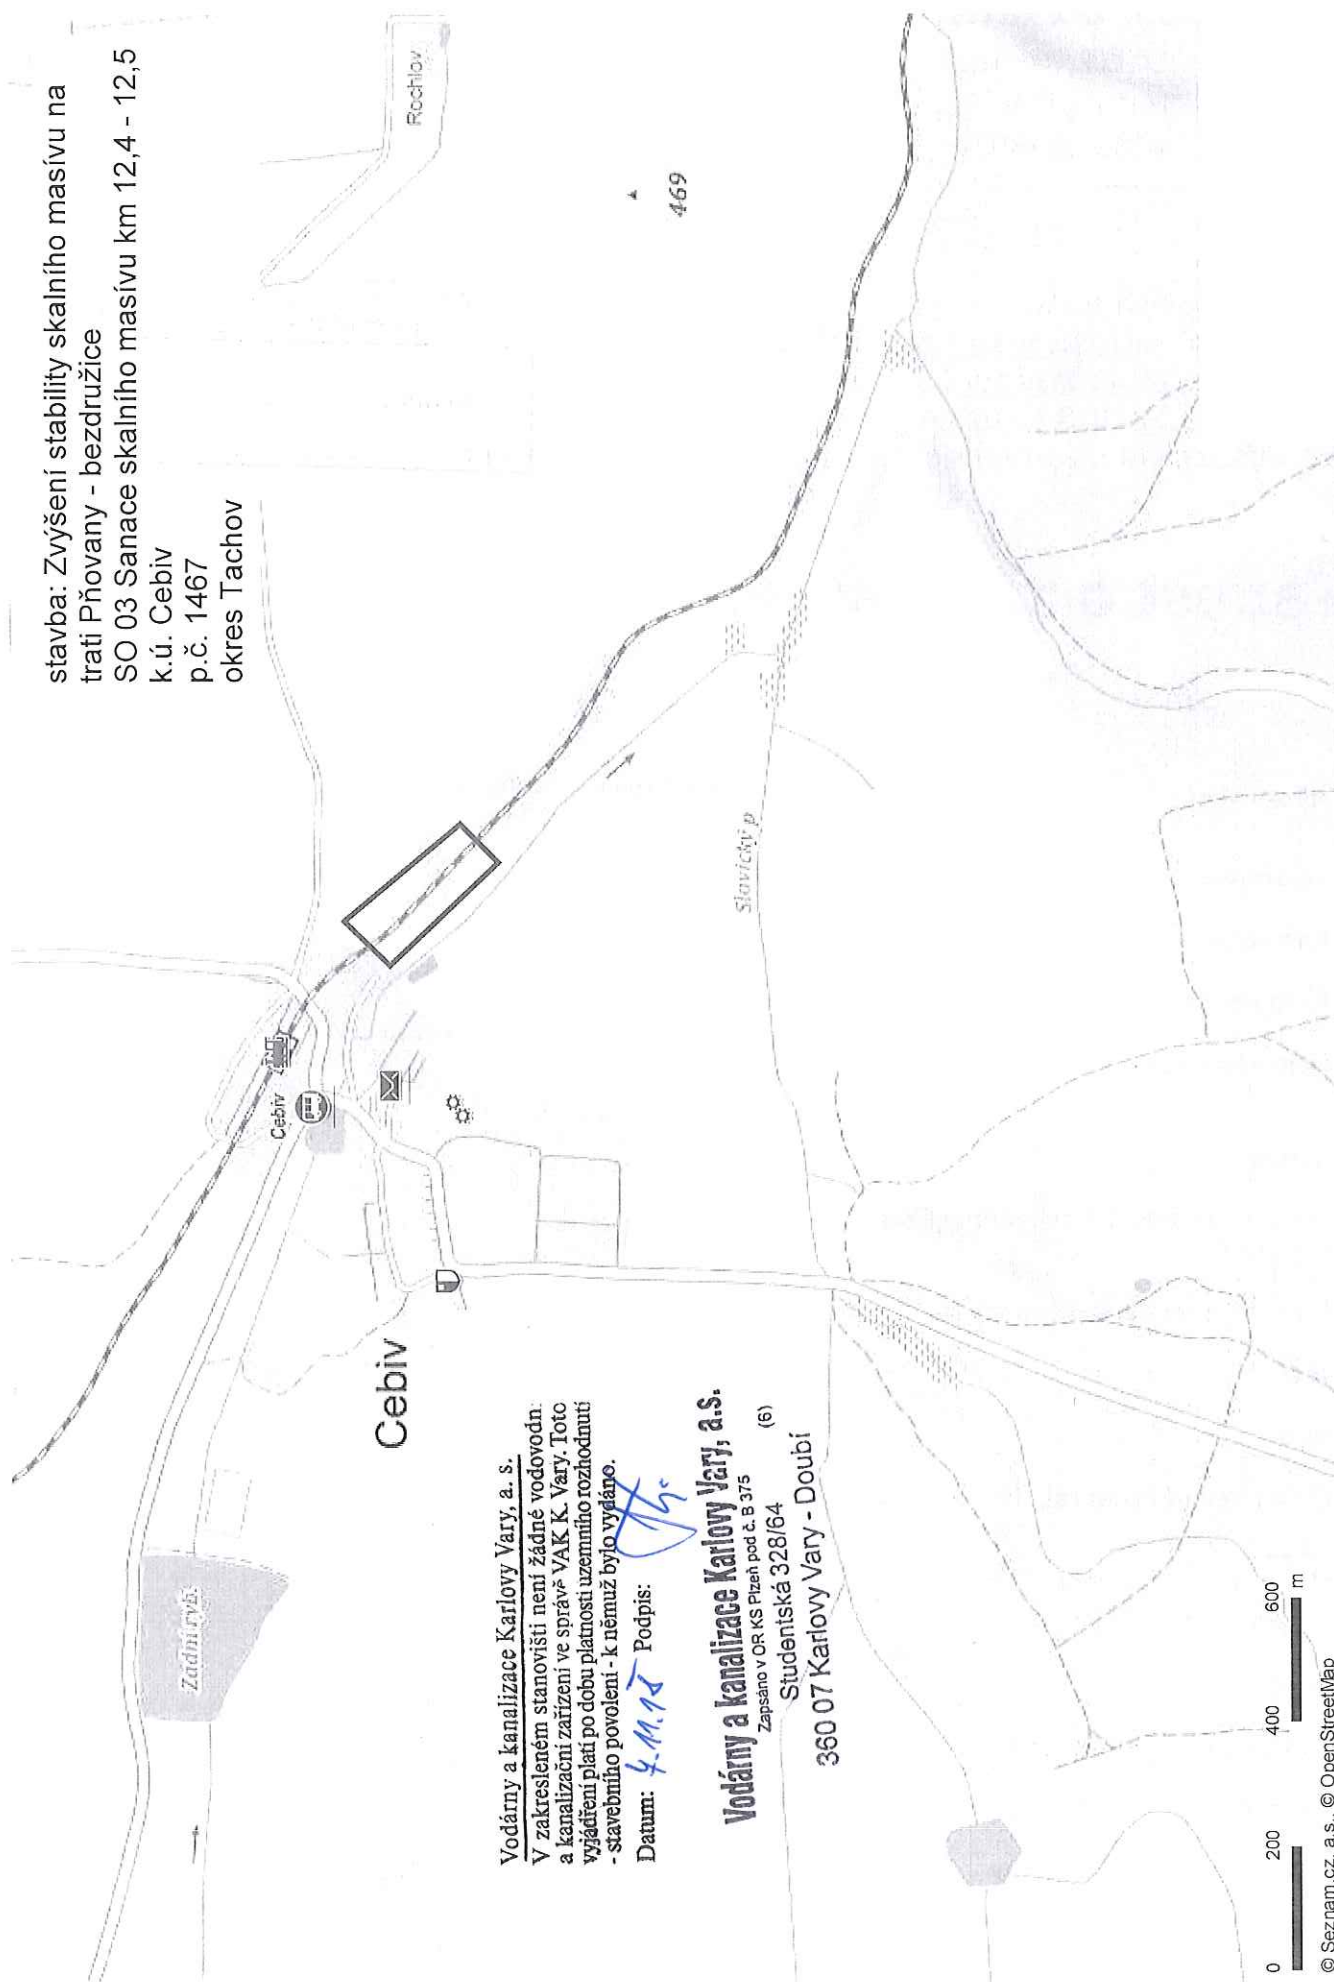 stavba: Zvýšení stability skalního masívu na
trati Pňovany - bezdružice
SO 03 Sanace skalního masívu km 12,4 - 12,5
k.ú. Cebiv
p.č. 1467
okres Tachov
Rochlov
469
Cebiv
Slavický p
Cebiv
Zadní ryb.
Vodárny a kanalizace Karlovy Vary, a. s.
V zakresleném stanovišti není žádné vodovodn:
a kanalizační zařízení ve správě VAK K. Vary. Toto
vyjádření platí po dobu platnosti uzemního rozhodnutí
- stavebního povolení - k němuž bylo vydáno.
Datum: 4.11.15 Podpis:
Vodárny a kanalizace Karlovy Vary, a.s.
Zapsáno v OR KS Plzeň pod č. B 375
Studentská 328/64 (6)
360 07 Karlovy Vary - Doubí
0 200 400 600
m
© Seznam.cz, a.s., © OpenStreetMap